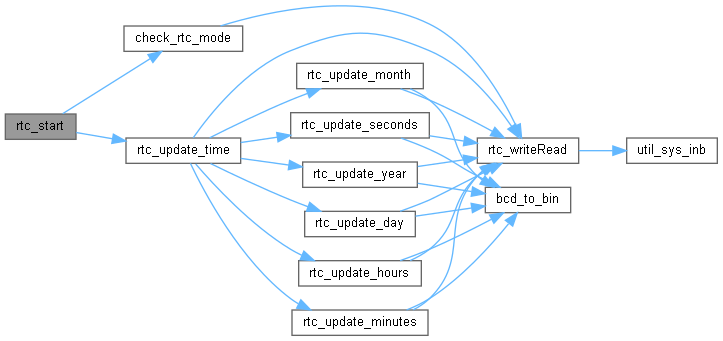 check_rtc_mode
rtc_update_month
rtc_start
rtc_update_seconds
rtc_update_time
rtc_writeRead
util_sys_inb
rtc_update_year
bcd_to_bin
rtc_update_day
rtc_update_hours
rtc_update_minutes